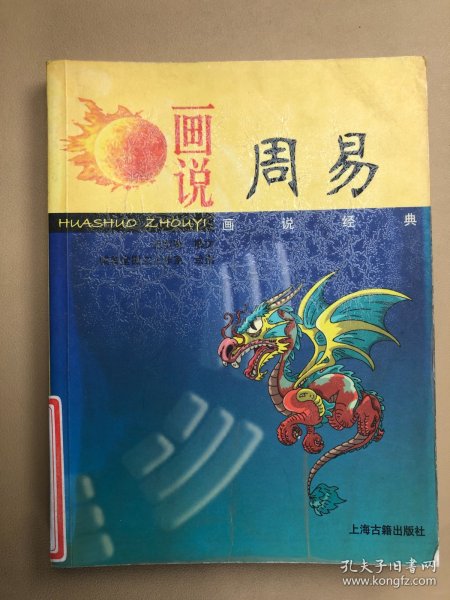 画说
周易
HUASHUO ZHOUYI
画说经典
上海古籍出版社
孔夫子旧书网
www.kongfz.com